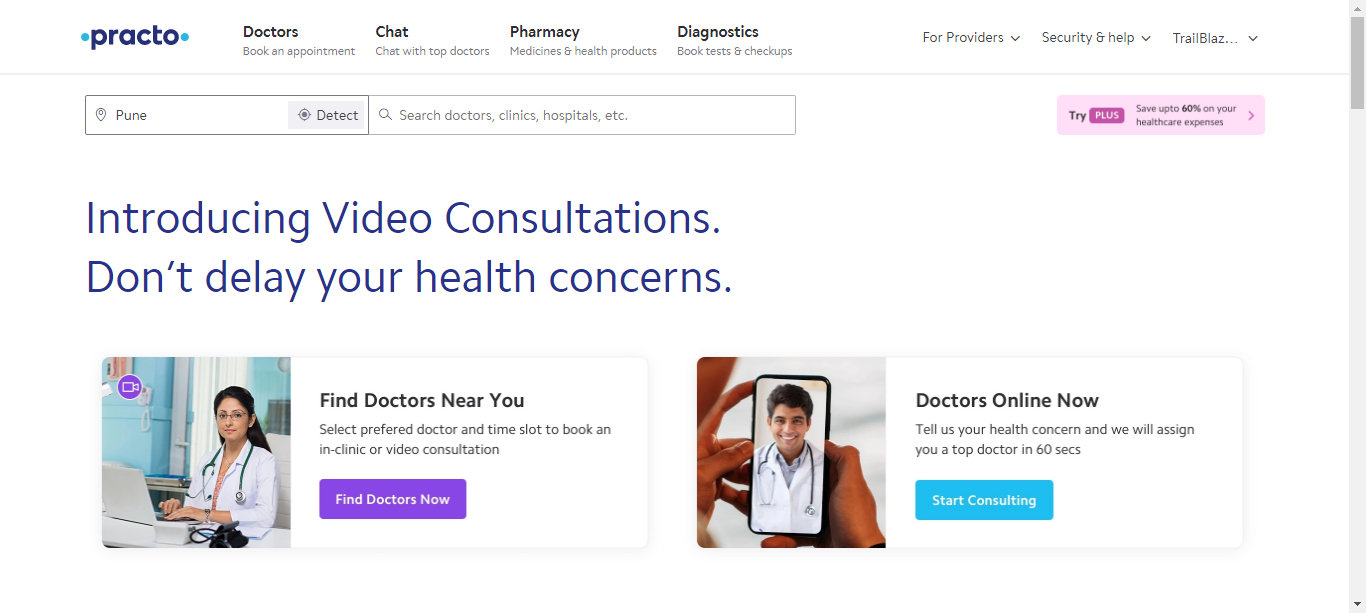 practo
Doctors
Book an appointment
Chat
Chat with top doctors
Pharmacy
Medicines & health products
Diagnostics
Book tests & checkups
For Providers
Security & help
TrailBlaz...
Pune
Detect
Search doctors, clinics, hospitals, etc.
Try PLUS
Save upto 60% on your
healthcare expenses
Introducing Video Consultations.
Don’t delay your health concerns.
Find Doctors Near You
Select prefered doctor and time slot to book an
in-clinic or video consultation
Find Doctors Now
Doctors Online Now
Tell us your health concern and we will assign
you a top doctor in 60 secs
Start Consulting